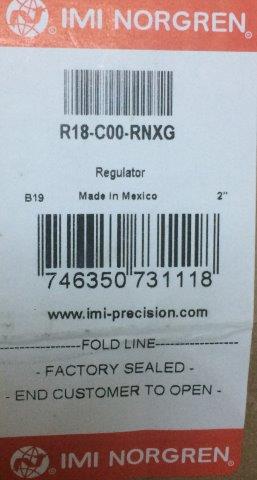 IMI NORGREN
R18-C00-RNXG
Regulator
B19 Made in Mexico 2"
746350 731118
www.imi-precision.com
FOLD LINE
- FACTORY SEALED -
- END CUSTOMER TO OPEN -
IMI NORGREN